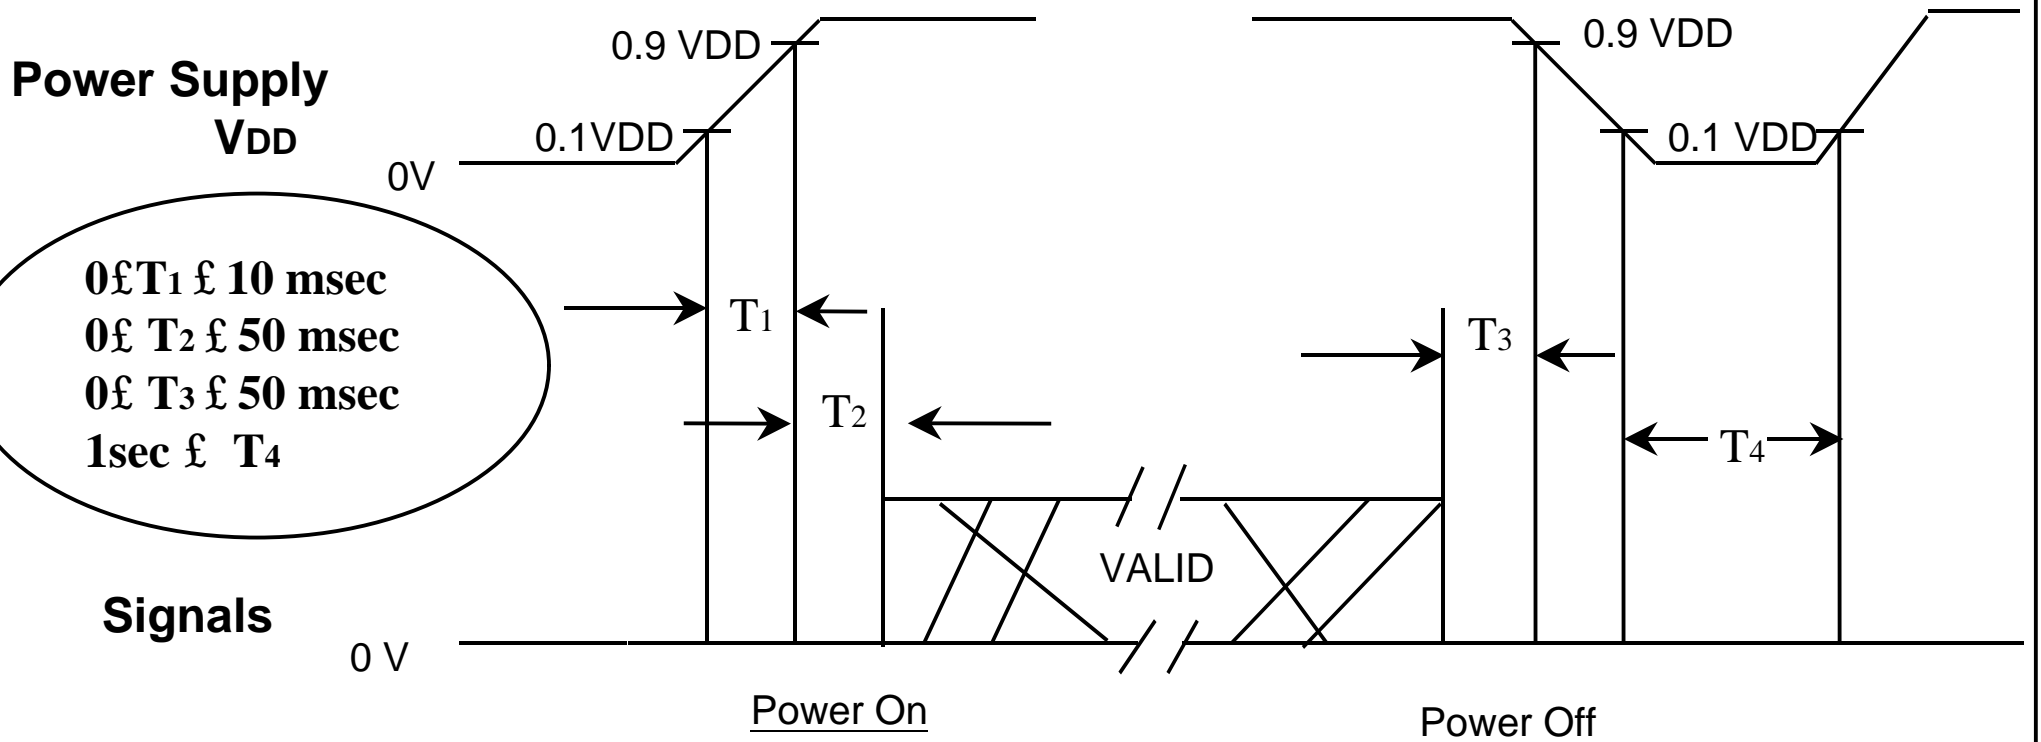 0.9 VDD
0.9 VDD
Power Supply
VDD
0.1VDD
0.1 VDD
0V
0£T1 £ 10 msec
0£ T2 £ 50 msec
0£ T3 £ 50 msec
1sec £ T4
T1
T2
T3
T4
VALID
Signals
0 V
Power On
Power Off